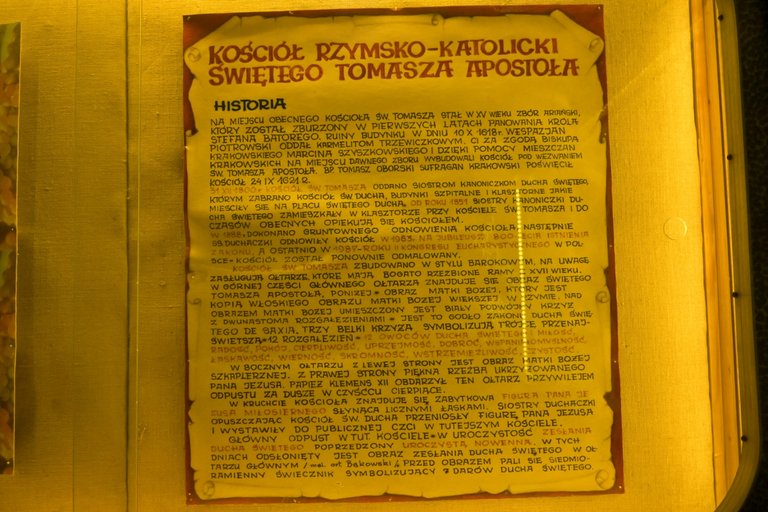 KOŚCIÓŁ RZYMSKO-KATOLICKI
ŚWIĘTEGO TOMASZA APOSTOŁA
HISTORIA
NA MIEJSCU OBECNEGO KOŚCIOŁA ŚW. TOMASZA STAŁ W XV WIEKU ZBÓR ARIAŃSKI,
KTÓRY ZOSTAŁ ZBURZONY W PIERWSZYCH LATACH PANOWANIA KRÓLA
STEFANA BATOREGO. RUINY BUDYNKU W DNIU 10 X 1618 r. WESPAZJAN
PIOTROWSKI ODDAŁ KARMELITOM TRZEWICZKOWYM. CI ZA ZGODĄ BISKUPA
KRAKOWSKIEGO MARCINA SZYSZKOWSKIEGO I DZIĘKI POMOCY MIESZCZAN
KRAKOWSKICH NA MIEJSCU DAWNEGO ZBORU WYBUDOWALI KOŚCIÓŁ POD WEZWANIEM
ŚW. TOMASZA APOSTOŁA. BP. TOMASZ OBORSKI SUFRAGAN KRAKOWSKI POŚWIĘCIŁ
KOŚCIÓŁ 24 IX 1621 R.
KOŚCIÓŁ ŚW. TOMASZA ODDANO SIOSTROM KANONICZKOM DUCHA ŚWIĘTEGO,
KTÓRYM ZABRANO KOŚCIÓŁ ŚW. DUCHA, BUDYNKI SZPITALNE I KLASZTORNE JAKIE
MIEŚCIŁY SIĘ NA PLACU ŚWIĘTEGO DUCHA. OD ROKU SIOSTRY KANONICZKI DU-
CHA ŚWIĘTEGO ZAMIESZKAŁY W KLASZTORZE PRZY KOŚCIELE ŚW. TOMASZA I DO
CZASÓW OBECNYCH OPIEKUJĄ SIĘ KOŚCIOŁEM.
W DOKONANO GRUNTOWNEGO ODNOWIENIA KOŚCIOŁA, NASTĘPNIE
SS. DUCHACZKI ODNOWIŁY KOŚCIÓŁ W 1983, NA JUBILEUSZ 800-LECIA ISTNIENIA
ZAKONU, A OSTATNIO W 1987-ROKU II KONGRESU EUCHARYSTYCZNEGO W POL-
SCE=KOŚCIÓŁ ZOSTAŁ PONOWNIE ODMALOWANY.
KOŚCIÓŁ ŚW. TOMASZA ZBUDOWANO W STYLU BAROKOWYM. NA UWAGĘ
ZASŁUGUJĄ OŁTARZE, KTÓRE MAJĄ BOGATO RZEŹBIONE RAMY Z XVII WIEKU.
W GÓRNEJ CZĘŚCI GŁÓWNEGO OŁTARZA ZNAJDUJE SIĘ OBRAZ ŚWIĘTEGO
TOMASZA APOSTOŁA, PONIŻEJ = OBRAZ MATKI BOŻEJ, KTÓRY JEST
KOPIĄ WŁOSKIEGO OBRAZU MATKI BOŻEJ WIĘKSZEJ W RZYMIE. NAD
OBRAZEM MATKI BOŻEJ UMIESZCZONY JEST BIAŁY PODWÓJNY KRZYŻ
Z DWUNASTOMA ROZGAŁĘZIENIAMI = JEST TO GODŁO ZAKONU DUCHA ŚWIĘ-
TEGO DE SAXIA. TRZY BELKI KRZYŻA SYMBOLIZUJĄ TRÓJCĘ PRZENAJ-
ŚWIĘTSZĄ=12 ROZGAŁĘZIEŃ=12 OWOCÓW DUCHA ŚWIĘTEGO: MIŁOŚĆ,
RADOŚĆ, POKÓJ, CIERPLIWOŚĆ, UPRZEJMOŚĆ, DOBROĆ, WSPANIAŁOMYŚLNOŚĆ,
ŁASKAWOŚĆ, WIERNOŚĆ, SKROMNOŚĆ, WSTRZEMIĘŹLIWOŚĆ, CZYSTOŚĆ.
W BOCZNYM OŁTARZU Z LEWEJ STRONY JEST OBRAZ MATKI BOŻEJ
SZKAPLERZNEJ. Z PRAWEJ STRONY PIĘKNA RZEŹBA UKRZYŻOWANEGO
PANA JEZUSA. PAPIEŻ KLEMENS XII OBDARZYŁ TEN OŁTARZ PRZYWILEJEM
ODPUSTU ZA DUSZE W CZYŚĆCU CIERPIĄCE.
W KRUCHCIE KOŚCIOŁA ZNAJDUJE SIĘ ZABYTKOWA FIGURA PANA JE
ZUSA MIŁOSIERNEGO SŁYNĄCA LICZNYMI ŁASKAMI. SIOSTRY DUCHACZKI
OPUSZCZAJĄC KOŚCIÓŁ ŚW. DUCHA PRZENIOSŁY FIGURĘ PANA JEZUSA
I WYSTAWIŁY DO PUBLICZNEJ CZCI W TUTEJSZYM KOŚCIELE.
GŁÓWNY ODPUST W TUT. KOŚCIELE=W UROCZYSTOŚĆ ZESŁANIA
DUCHA ŚWIĘTEGO POPRZEDZONY UROCZYSTĄ NOWENNĄ. W TYCH
DNIACH ODSŁONIĘTY JEST OBRAZ ZESŁANIA DUCHA ŚWIĘTEGO W OŁ-
TARZU GŁÓWNYM / mal. art. Bąkowski / PRZED OBRAZEM PALI SIĘ SIEDMIO-
RAMIENNY ŚWIECZNIK SYMBOLIZUJĄCY 7 DARÓW DUCHA ŚWIĘTEGO.